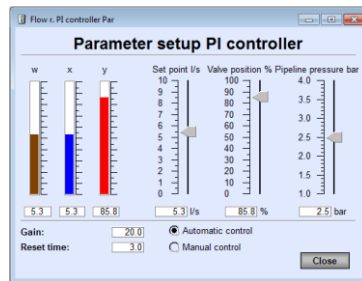 Flow r. PI controller Par
Parameter setup PI controller
w x y Set point l/s Valve position % Pipeline pressure bar
10 100 4.0
9 90
8 80 3.5
7 70 3.0
6 60
5 50 2.5
4 40
3 30 2.0
2 20 1.5
1 10
0 0 1.0
5.3 5.3 85.8 5.3 l/s 85.8 % 2.5 bar
Gain: 20.0 Automatic control
Reset time: 3.0 Manual control
Close